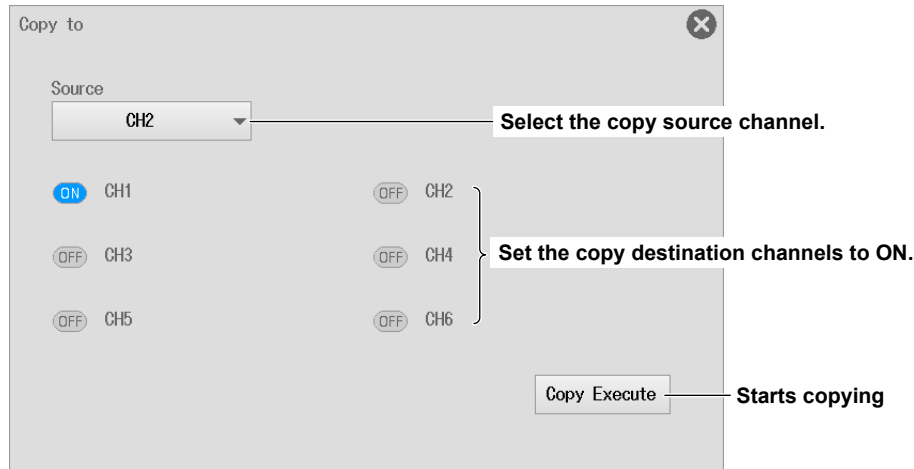 Copy to
Source
CH2
Select the copy source channel.
ON CH1 OFF CH2
OFF CH3 OFF CH4
Set the copy destination channels to ON.
OFF CH5 OFF CH6
Copy Execute
Starts copying